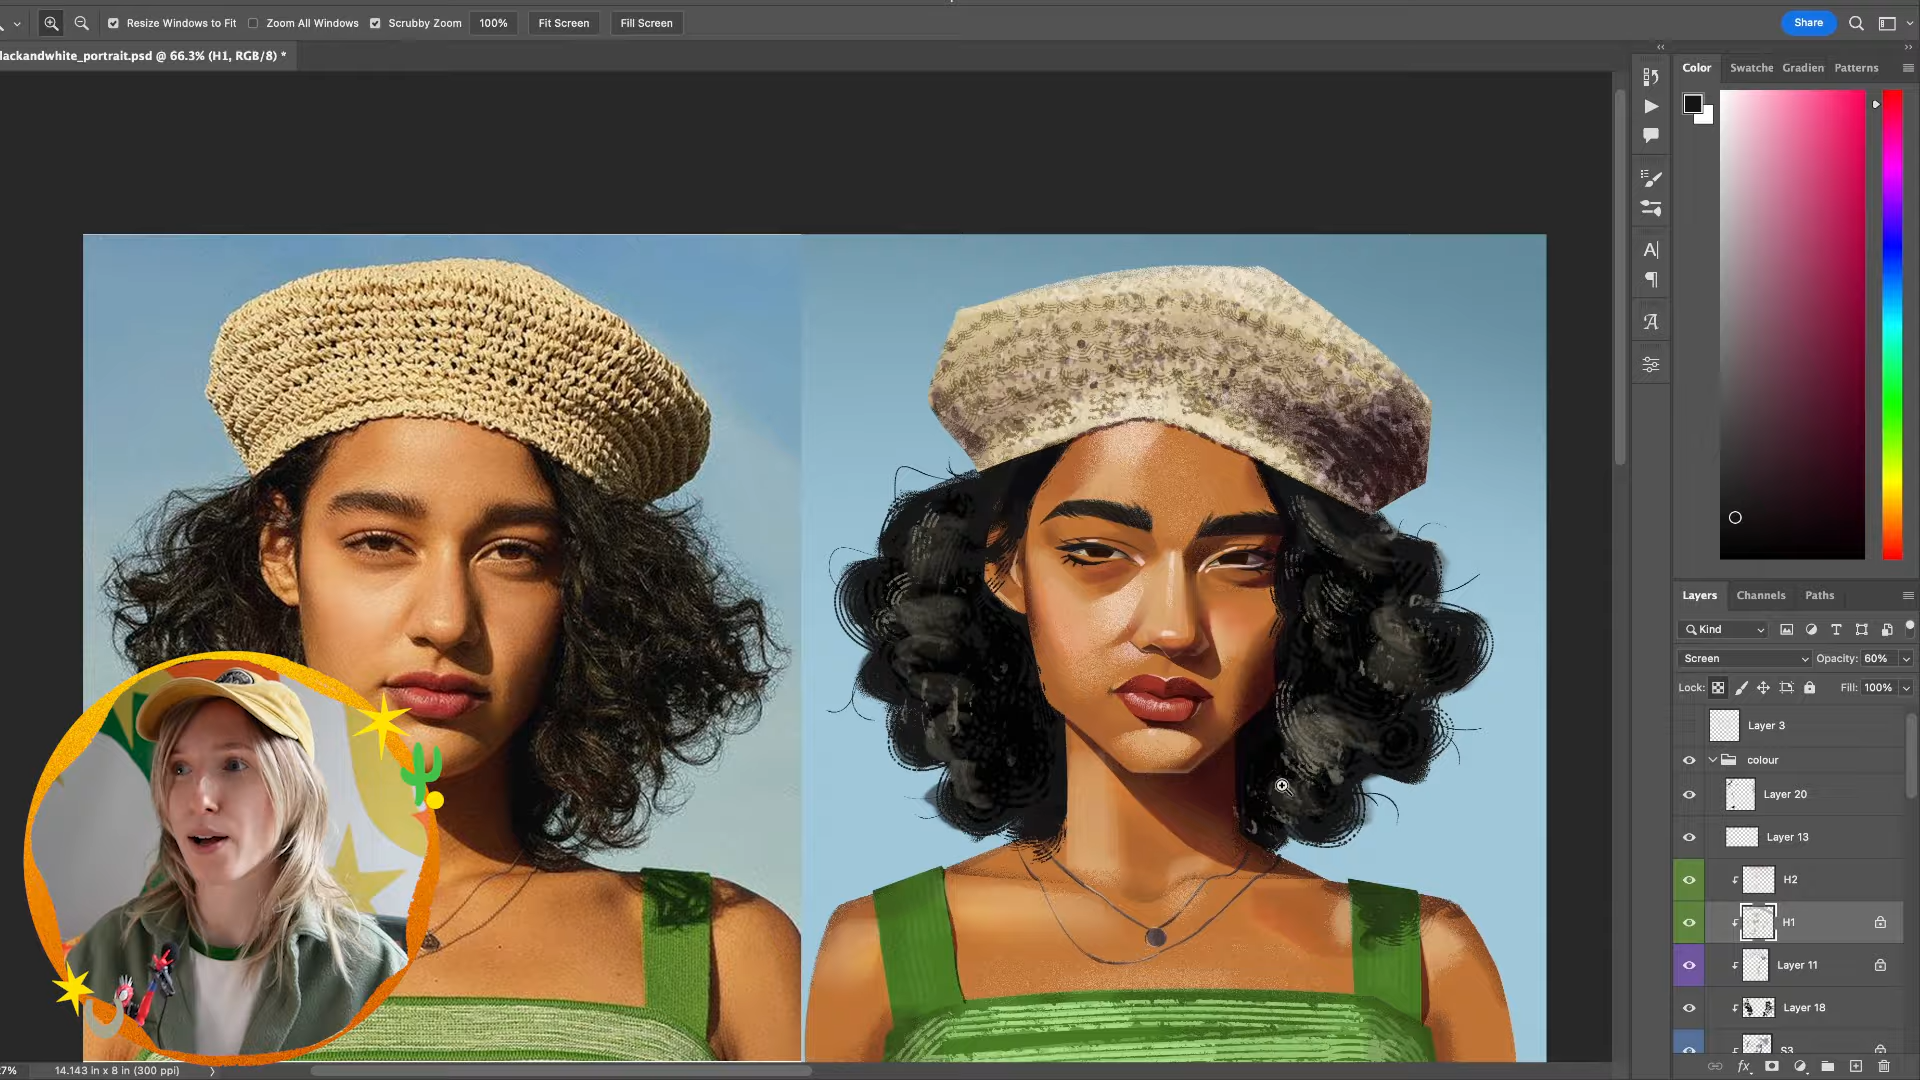 Resize Windows to Fit
Zoom All Windows
Scrubby Zoom
100%
Fit Screen
Fill Screen
Share
lackandwhite_portrait.psd @ 66.3% (H1, RGB/8) *
Color
Swatche
Gradien
Patterns
Layers
Channels
Paths
Kind
Screen
Opacity: 60%
Lock:
Fill: 100%
Layer 3
colour
Layer 20
Layer 13
H2
H1
Layer 11
Layer 18
S3
7%
14.143 in x 8 in (300 ppi)